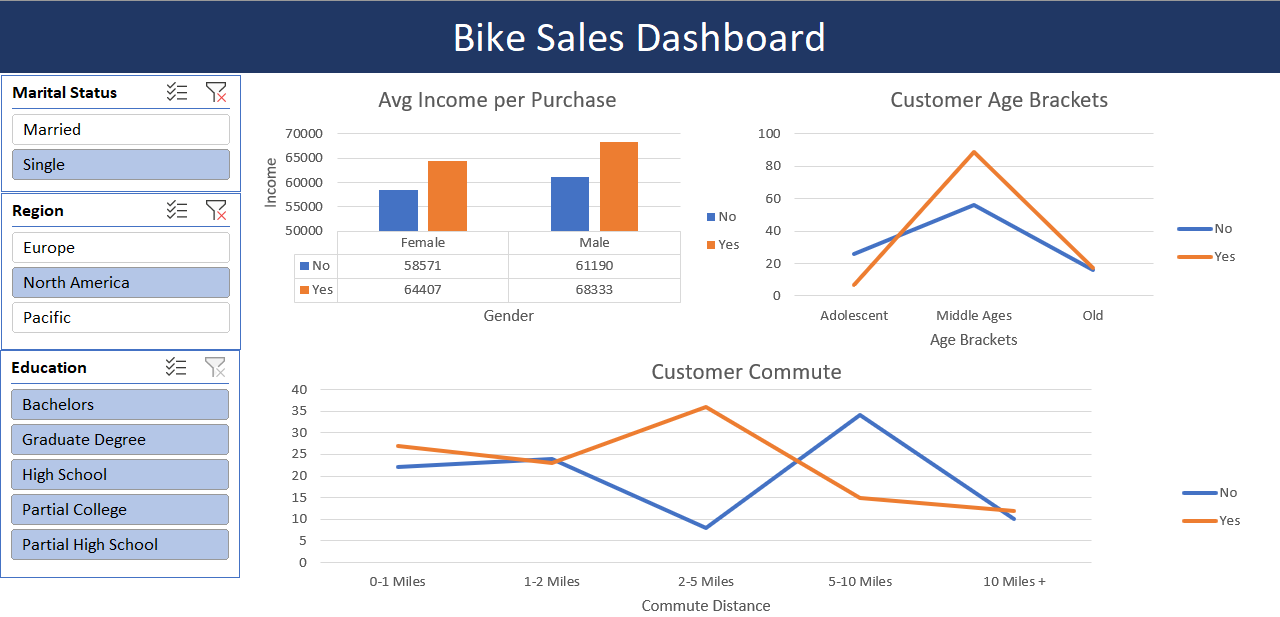 Bike Sales Dashboard
Marital Status
Married
Single
Region
Europe
North America
Pacific
Education
Bachelors
Graduate Degree
High School
Partial College
Partial High School
Avg Income per Purchase
Income
70000
65000
60000
55000
50000
Female Male
No 58571 61190
Yes 64407 68333
Gender
No
Yes
Customer Age Brackets
100
80
60
40
20
0
Adolescent Middle Ages Old
Age Brackets
No
Yes
Customer Commute
40
35
30
25
20
15
10
5
0
0-1 Miles 1-2 Miles 2-5 Miles 5-10 Miles 10 Miles +
Commute Distance
No
Yes